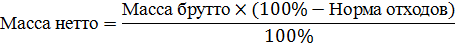 Масса нетто = Масса брутто × (100% − Норма отходов)
100%